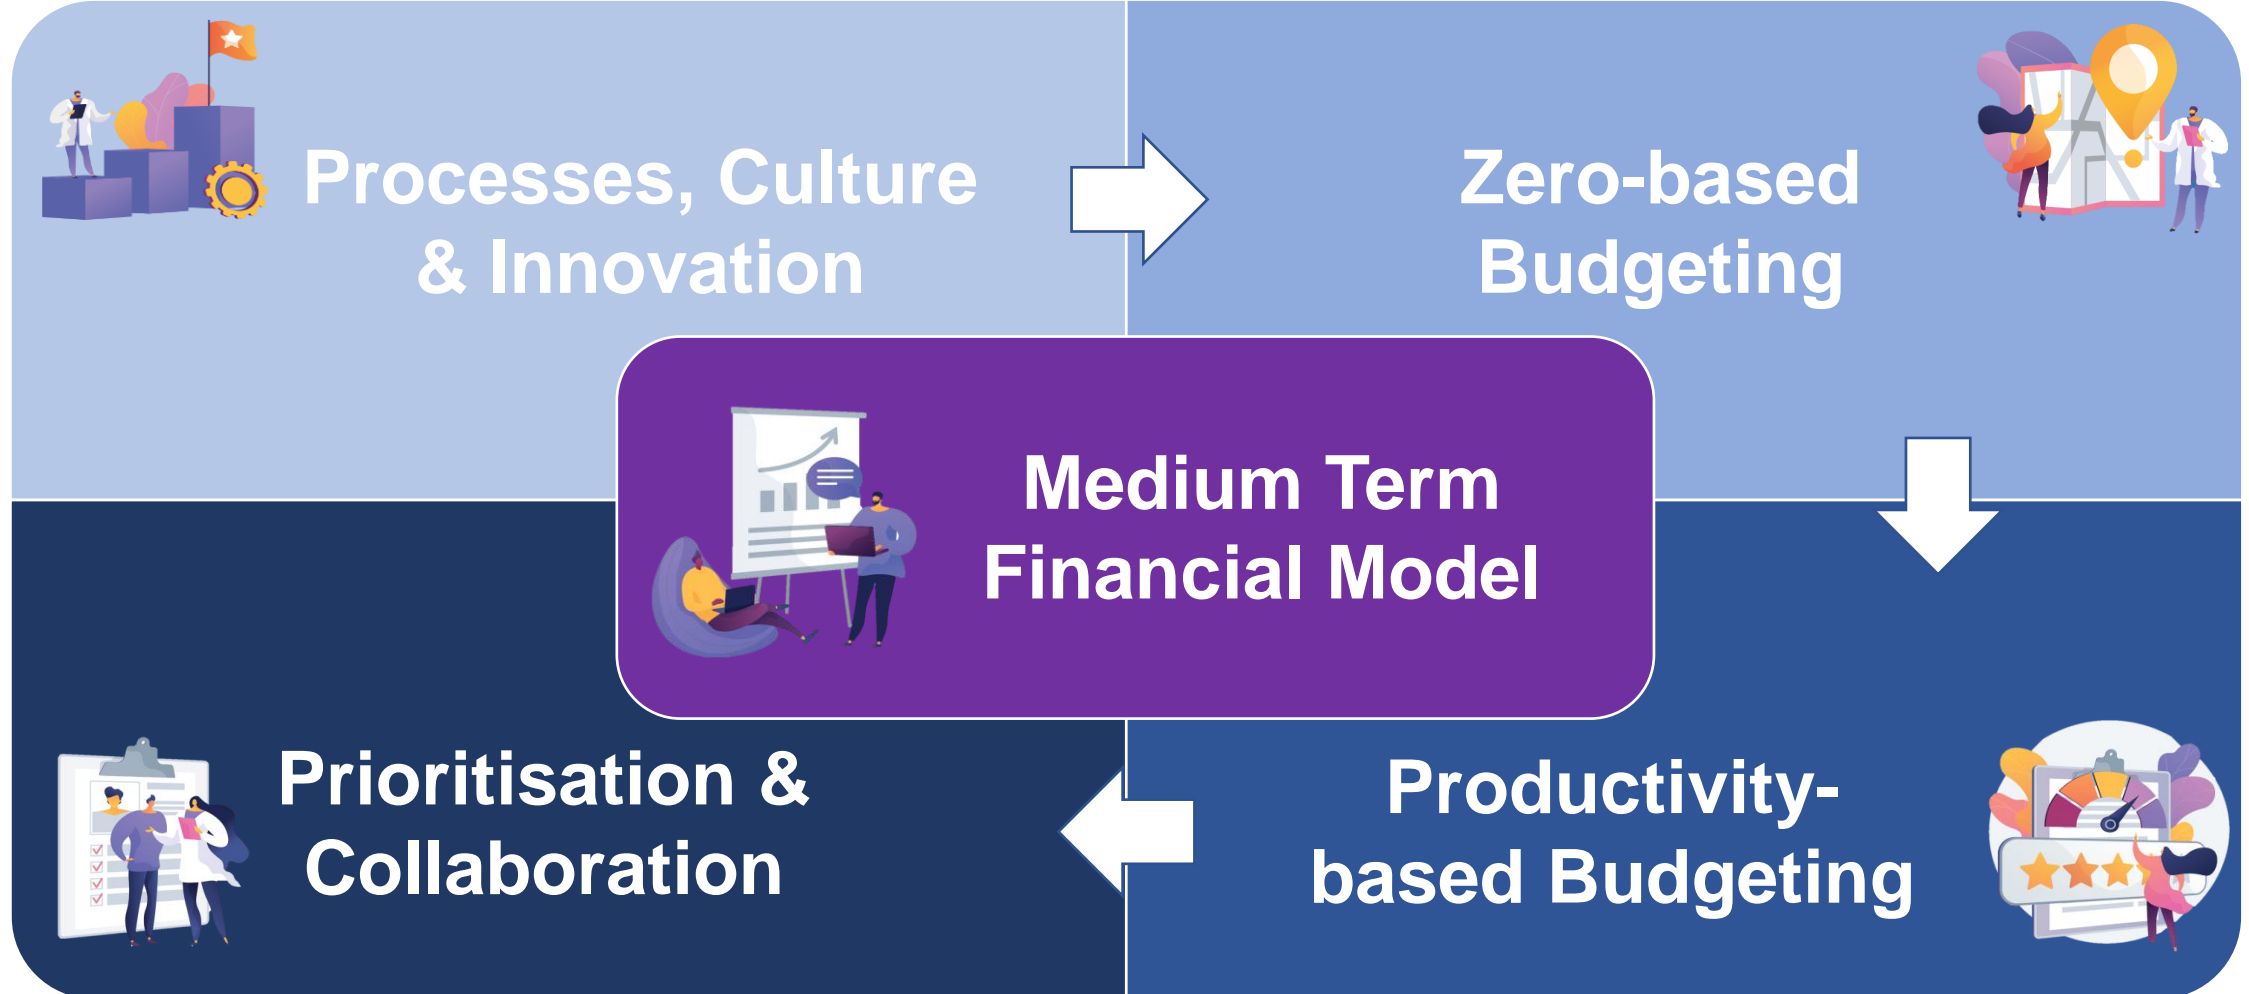 Processes, Culture
& Innovation
Zero-based
Budgeting
Medium Term
Financial Model
Prioritisation &
Collaboration
Productivity-
based Budgeting